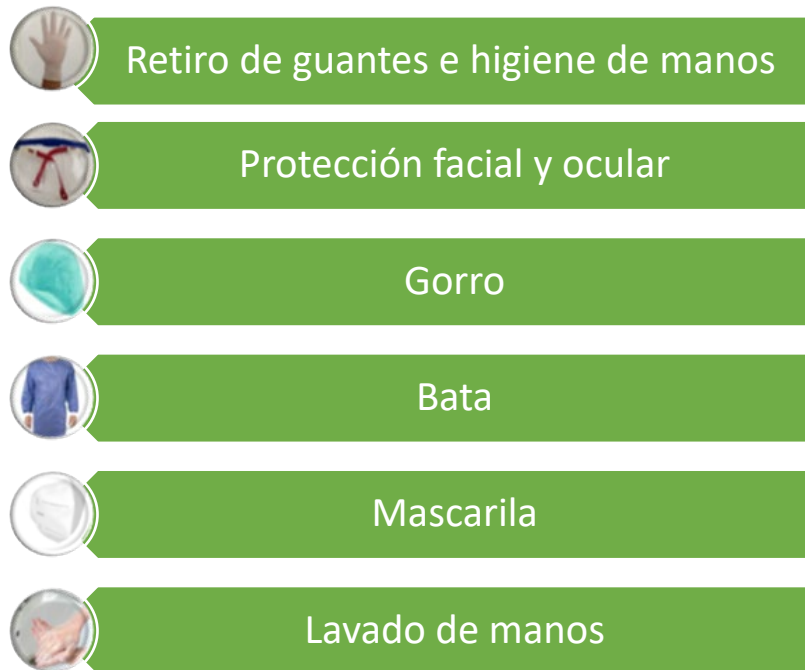 Retiro de guantes e higiene de manos
Protección facial y ocular
Gorro
Bata
Mascarila
Lavado de manos